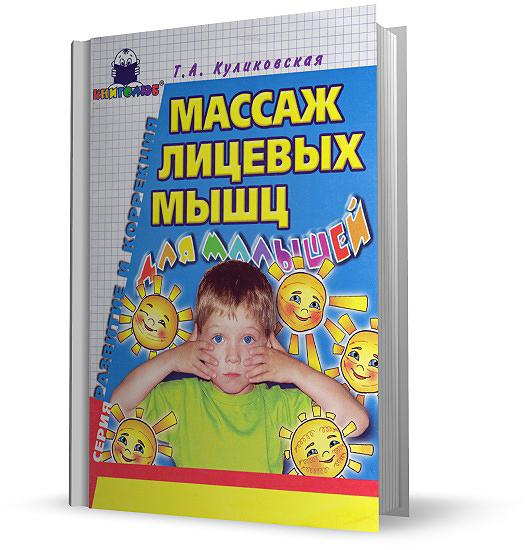 Т.А. Куликовская
КНИГОЛЮБ®
МАССАЖ
ЛИЦЕВЫХ
МЫШЦ
ДЛЯ МАЛЫШЕЙ
СЕРИЯ РАЗВИТИЕ И КОРРЕКЦИЯ